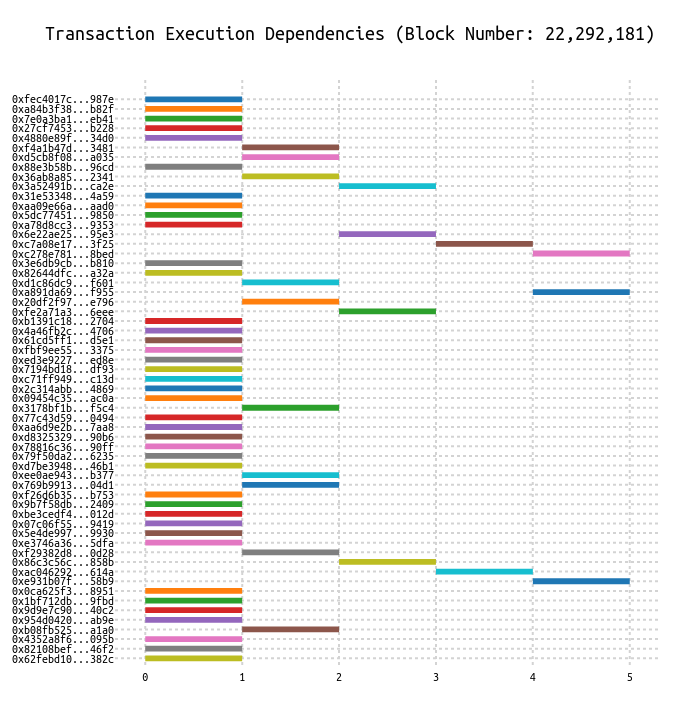 Transaction Execution Dependencies (Block Number: 22,292,181)
0xfec4017c...987e
0xa84b3f38...b82f
0x7e0a3ba1...eb41
0x27cf7453...b228
0x4880e89f...34d0
0xf4a1b47d...3481
0xd5cb8f08...a035
0x88e3b58b...96cd
0x36ab8a85...2341
0x3a52491b...ca2e
0x31e53348...4a59
0xaa09e66a...aad0
0x5dc77451...9850
0xa78d8cc3...9353
0x6e22ae25...95e3
0xc7a08e17...3f25
0xc278e781...8bed
0x3e6db9cb...b810
0x82644dfc...a32a
0xd1c86dc9...f601
0xa891da69...f955
0x20df2f97...e796
0xfe2a71a3...6eee
0xb1391c18...2704
0x4a46fb2c...4706
0x61cd5ff1...d5e1
0xfbf9ee55...3375
0xed3e9227...ed8e
0x7194bd18...df93
0xc71ff949...c13d
0x2c314abb...4869
0x09454c35...ac0a
0x3178bf1b...f5c4
0x77c43d59...0494
0xaa6d9e2b...7aa8
0xd8325329...90b6
0x78816c36...90ff
0x79f50da2...6235
0xd7be3948...46b1
0xee0ae943...b377
0x769b9913...04d1
0xf26d6b35...b753
0x9b7f58db...2409
0xbe3cedf4...012d
0x07c06f55...9419
0x5e4de997...9930
0xe3746a36...5dfa
0xf29382d8...0d28
0x86c3c56c...858b
0xac046292...614a
0xe931b07f...58b9
0x0ca625f3...8951
0x1bf712db...9fbd
0x9d9e7c90...40c2
0x954d0420...ab9e
0xb08fb525...a1a0
0x4352a8f6...095b
0x82108bef...46f2
0x62febd10...382c
0 1 2 3 4 5